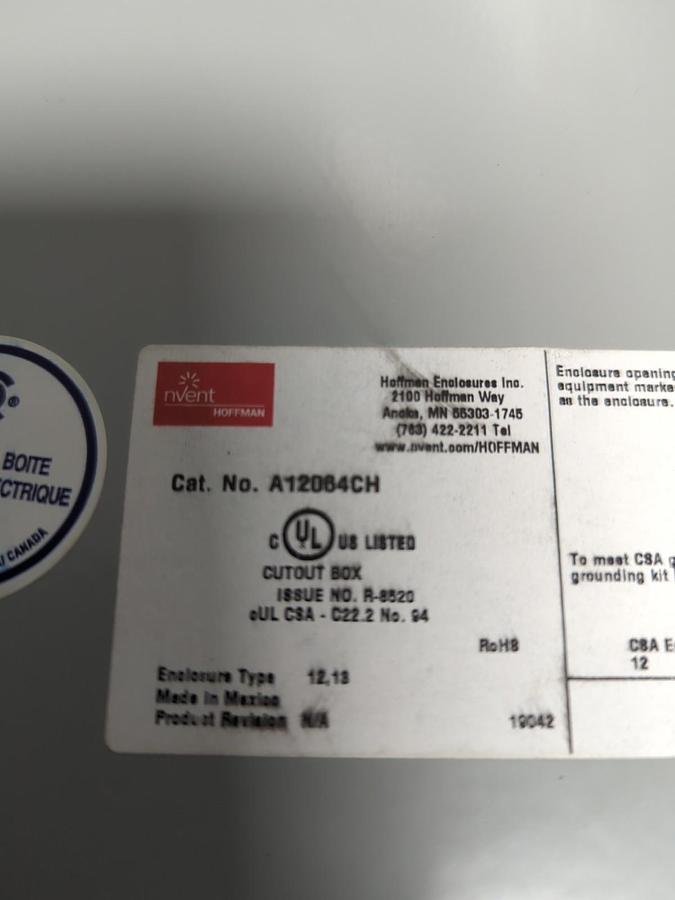 ®
BOITE
CTRIQUE
CANADA
nvent
HOFFMAN
Hoffman Enclosures Inc.
2100 Hoffman Way
Anoka, MN 55303-1745
(763) 422-2211 Tel
www.nvent.com/HOFFMAN
Cat. No. A12064CH
C UL US LISTED
CUTOUT BOX
ISSUE NO. R-8520
cUL CSA - C22.2 No. 94
RoHS
Enclosure Type 12,13
Made in Mexico
Product Revision N/A
19042
Enclosure opening
equipment marke
as the enclosure.
To meet CSA g
grounding kit
CSA E
12